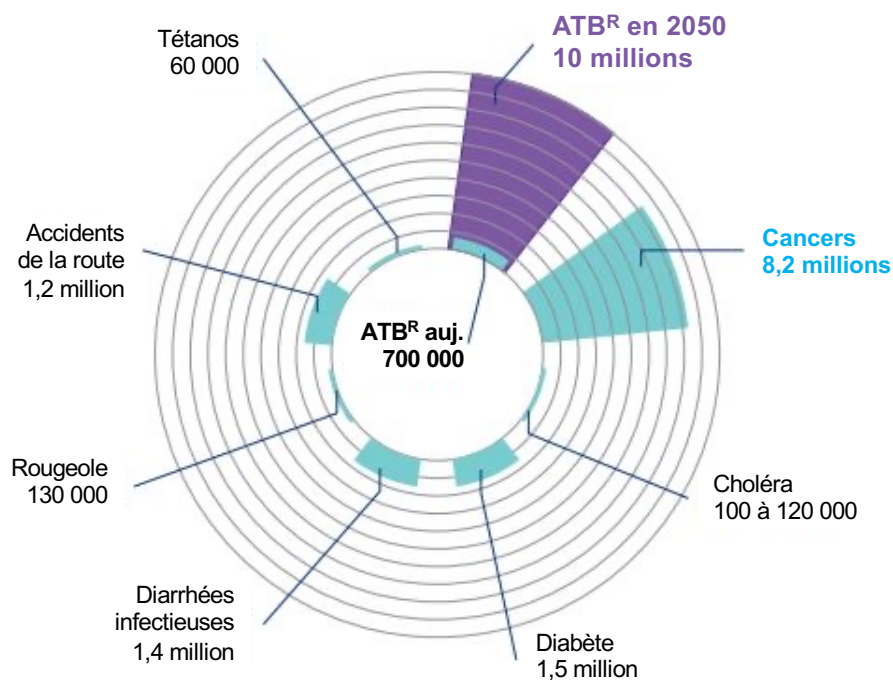 Tétanos
60 000
ATBᴿ en 2050
10 millions
Accidents
de la route
1,2 million
Cancers
8,2 millions
ATBᴿ auj.
700 000
Rougeole
130 000
Choléra
100 à 120 000
Diarrhées
infectieuses
1,4 million
Diabète
1,5 million